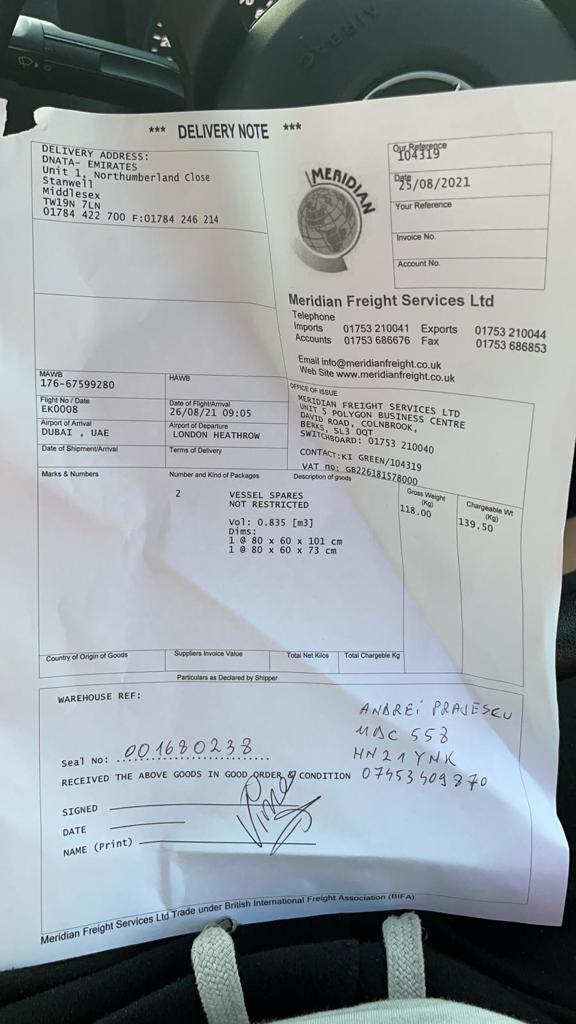 *** DELIVERY NOTE ***
DELIVERY ADDRESS:
DNATA- EMIRATES
Unit 1, Northumberland Close
Stanwell
Middlesex
TW19N 7LN
01784 422 700 F:01784 246 214
Our Reference
104319
Date
25/08/2021
Your Reference
Invoice No.
Account No.
MERIDIAN
Meridian Freight Services Ltd
Telephone
Imports 01753 210041 Exports 01753 210044
Accounts 01753 686676 Fax 01753 686853
Email info@meridianfreight.co.uk
Web Site www.meridianfreight.co.uk
MAWB
176-67599280
HAWB
Flight No / Date
EK0008
Date of Flight/Arrival
26/08/21 09:05
Airport of Arrival
DUBAI , UAE
Airport of Departure
LONDON HEATHROW
Date of Shipment/Arrival
Terms of Delivery
OFFICE OF ISSUE
MERIDIAN FREIGHT SERVICES LTD
UNIT 5 POLYGON BUSINESS CENTRE
DAVID ROAD, COLNBROOK,
BERKS, SL3 0QT
SWITCHBOARD: 01753 210040
CONTACT:KI GREEN/104319
VAT no: GB226181578000
Marks & Numbers
Number and Kind of Packages
Description of goods
Gross Weight
(Kg)
Chargeable Wt
(Kg)
2
VESSEL SPARES
NOT RESTRICTED
118.00
139.50
Vol: 0.835 [m3]
Dims:
1 @ 80 x 60 x 101 cm
1 @ 80 x 60 x 73 cm
Country of Origin of Goods
Suppliers Invoice Value
Total Net Kilos
Total Chargeable Kg
Particulars as Declared by Shipper
WAREHOUSE REF:
ANDREI PRAJESCU
MDC 558
HN21YNK
07453409870
Seal No: 001680238
RECEIVED THE ABOVE GOODS IN GOOD ORDER & CONDITION
SIGNED
DATE
NAME (Print)
Meridian Freight Services Ltd Trade under British International Freight Association (BIFA)
AIRBAG